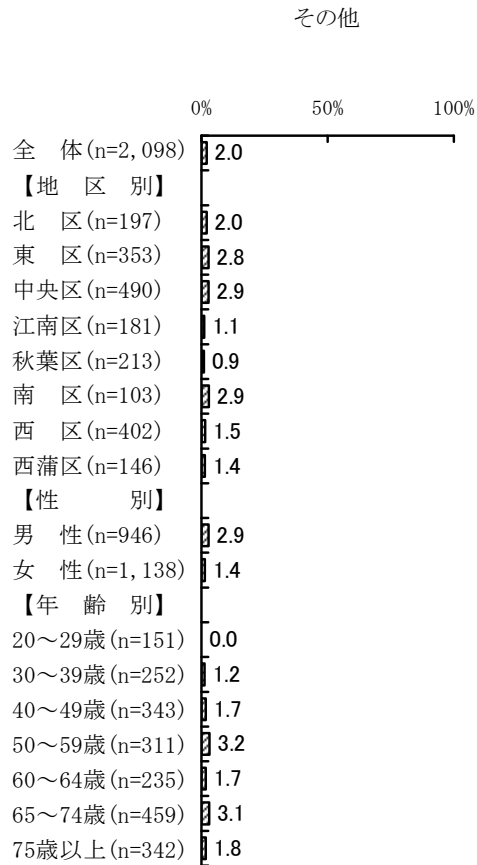 その他
0% 50% 100%
全　体(n=2,098) 2.0
【地　区　別】
北　区(n=197) 2.0
東　区(n=353) 2.8
中央区(n=490) 2.9
江南区(n=181) 1.1
秋葉区(n=213) 0.9
南　区(n=103) 2.9
西　区(n=402) 1.5
西蒲区(n=146) 1.4
【性　　　別】
男　性(n=946) 2.9
女　性(n=1,138) 1.4
【年　齢　別】
20～29歳(n=151) 0.0
30～39歳(n=252) 1.2
40～49歳(n=343) 1.7
50～59歳(n=311) 3.2
60～64歳(n=235) 1.7
65～74歳(n=459) 3.1
75歳以上(n=342) 1.8